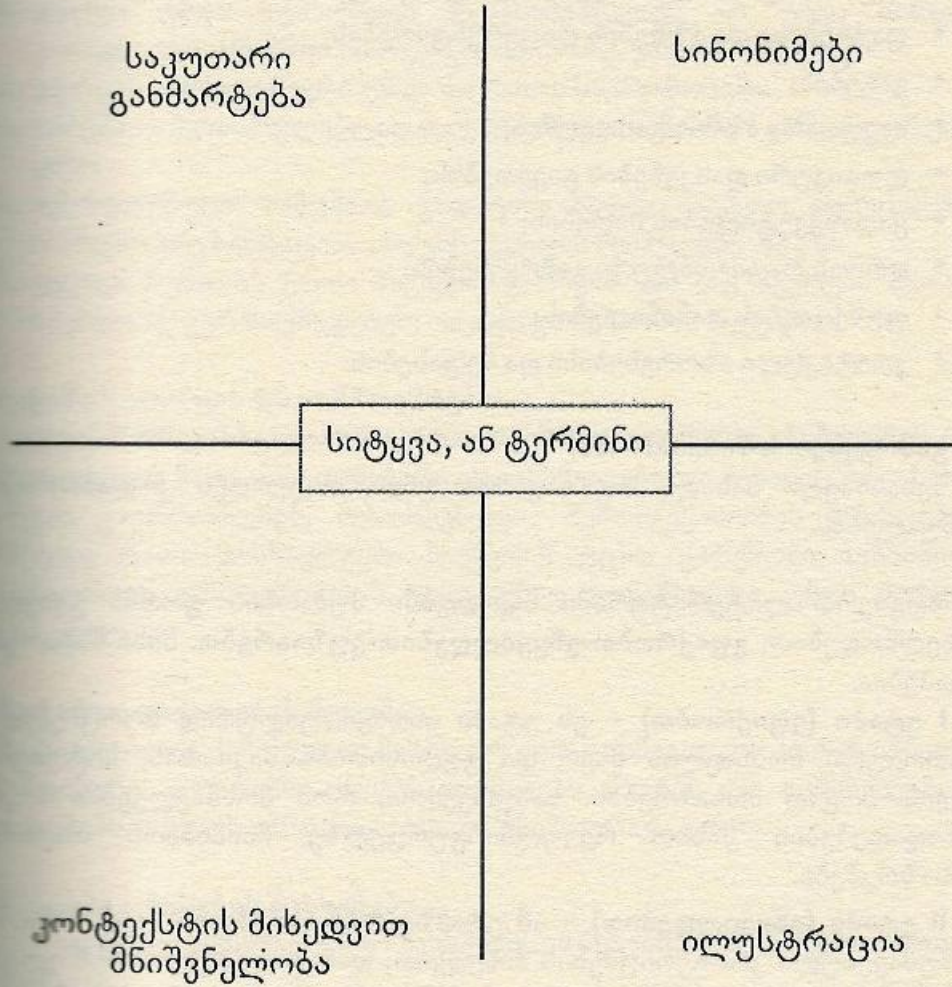 საკუთარი
განმარტება
სინონიმები
სიტყვა, ან ტერმინი
კონტექსტის მიხედვით
მნიშვნელობა
ილუსტრაცია